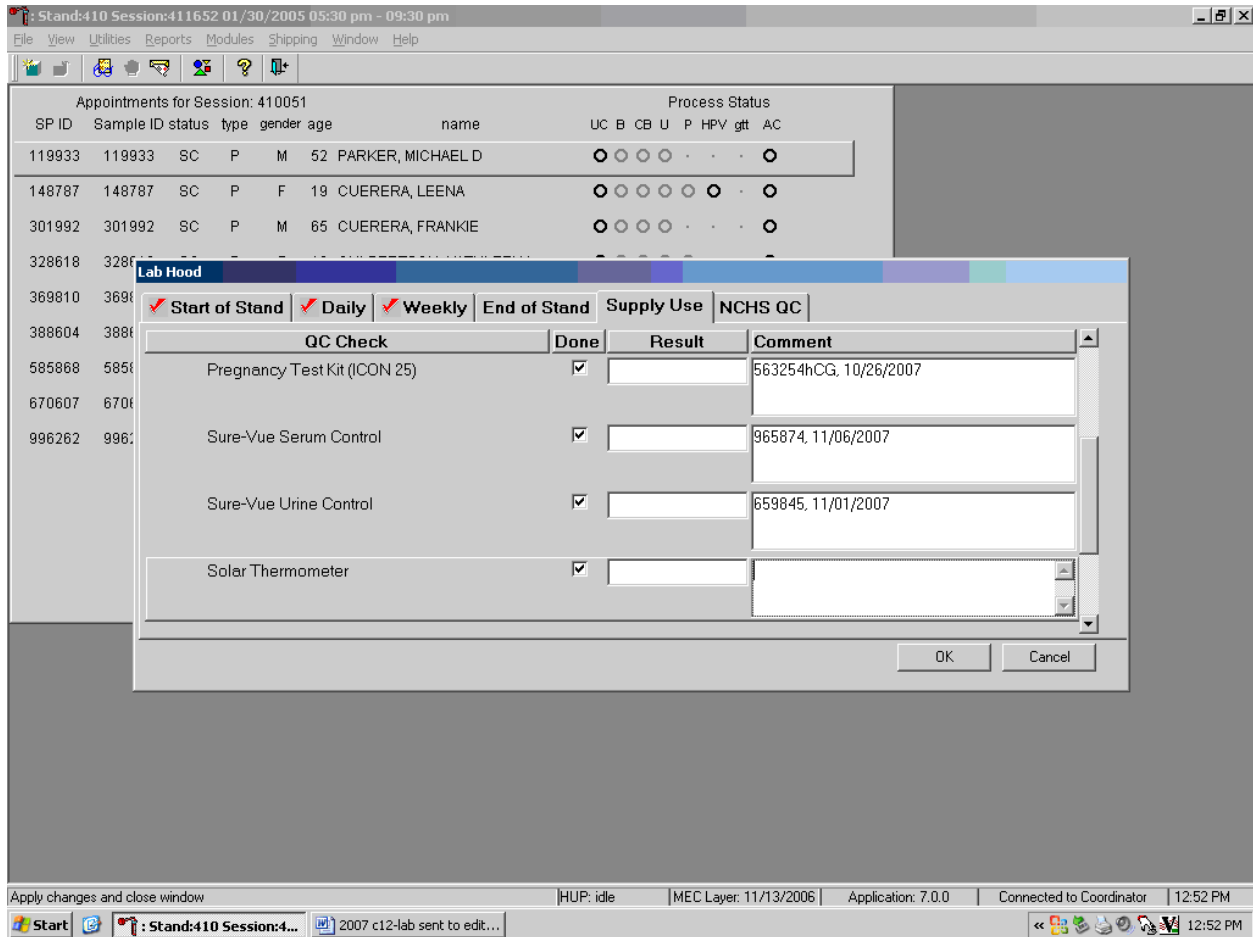 : Stand:410 Session:411652 01/30/2005 05:30 pm - 09:30 pm
File View Utilities Reports Modules Shipping Window Help
Appointments for Session: 410051 Process Status
SP ID Sample ID status type gender age name UC B CB U P HPV gtt AC
119933 119933 SC P M 52 PARKER, MICHAEL D
148787 148787 SC P F 19 CUERERA, LEENA
301992 301992 SC P M 65 CUERERA, FRANKIE
328618
369810
388604
585868
670607
996262
Lab Hood
Start of Stand Daily Weekly End of Stand Supply Use NCHS QC
QC Check Done Result Comment
Pregnancy Test Kit (ICON 25) 563254hCG, 10/26/2007
Sure-Vue Serum Control 965874, 11/06/2007
Sure-Vue Urine Control 659845, 11/01/2007
Solar Thermometer
OK Cancel
Apply changes and close window HUP: idle MEC Layer: 11/13/2006 Application: 7.0.0 Connected to Coordinator 12:52 PM
Start : Stand:410 Session:4... 2007 c12-lab sent to edit... « 12:52 PM